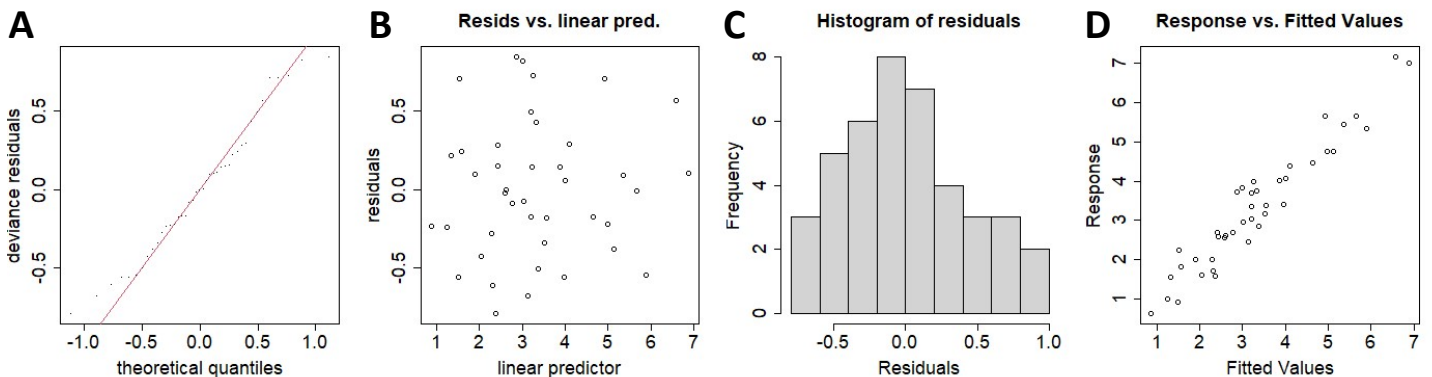 A
deviance residuals
0.5
0.0
-0.5
-1.0 -0.5 0.0 0.5 1.0
theoretical quantiles
B
Resids vs. linear pred.
residuals
0.5
0.0
-0.5
1 2 3 4 5 6 7
linear predictor
C
Histogram of residuals
Frequency
8
6
4
2
0
-0.5 0.0 0.5 1.0
Residuals
D
Response vs. Fitted Values
Response
7
6
5
4
3
2
1
1 2 3 4 5 6 7
Fitted Values